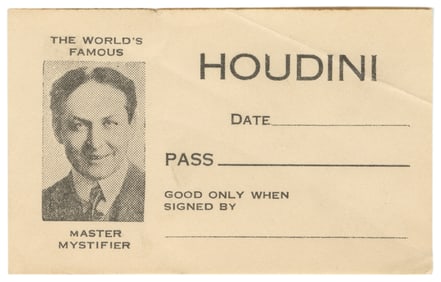 THE WORLD'S
FAMOUS
MASTER
MYSTIFIER
HOUDINI
DATE
PASS
GOOD ONLY WHEN
SIGNED BY